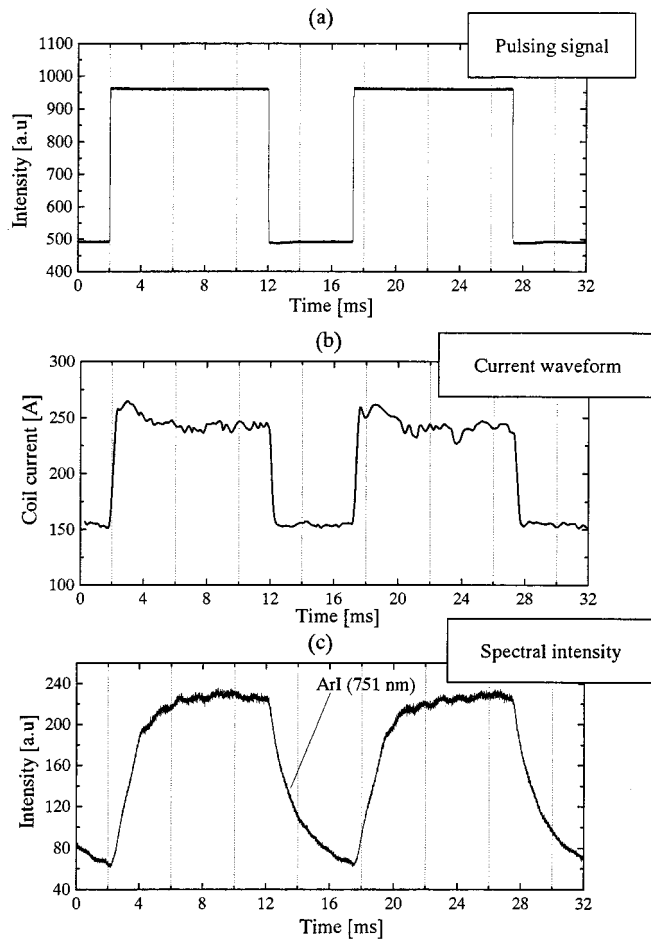 (a)
Pulsing signal
1100
1000
900
800
700
600
500
400
Intensity [a.u]
0 4 8 12 16 20 24 28 32
Time [ms]
(b)
Current waveform
300
250
200
150
100
Coil current [A]
0 4 8 12 16 20 24 28 32
Time [ms]
(c)
Spectral intensity
240
200
160
120
80
40
ArI (751 nm)
Intensity [a.u]
0 4 8 12 16 20 24 28 32
Time [ms]